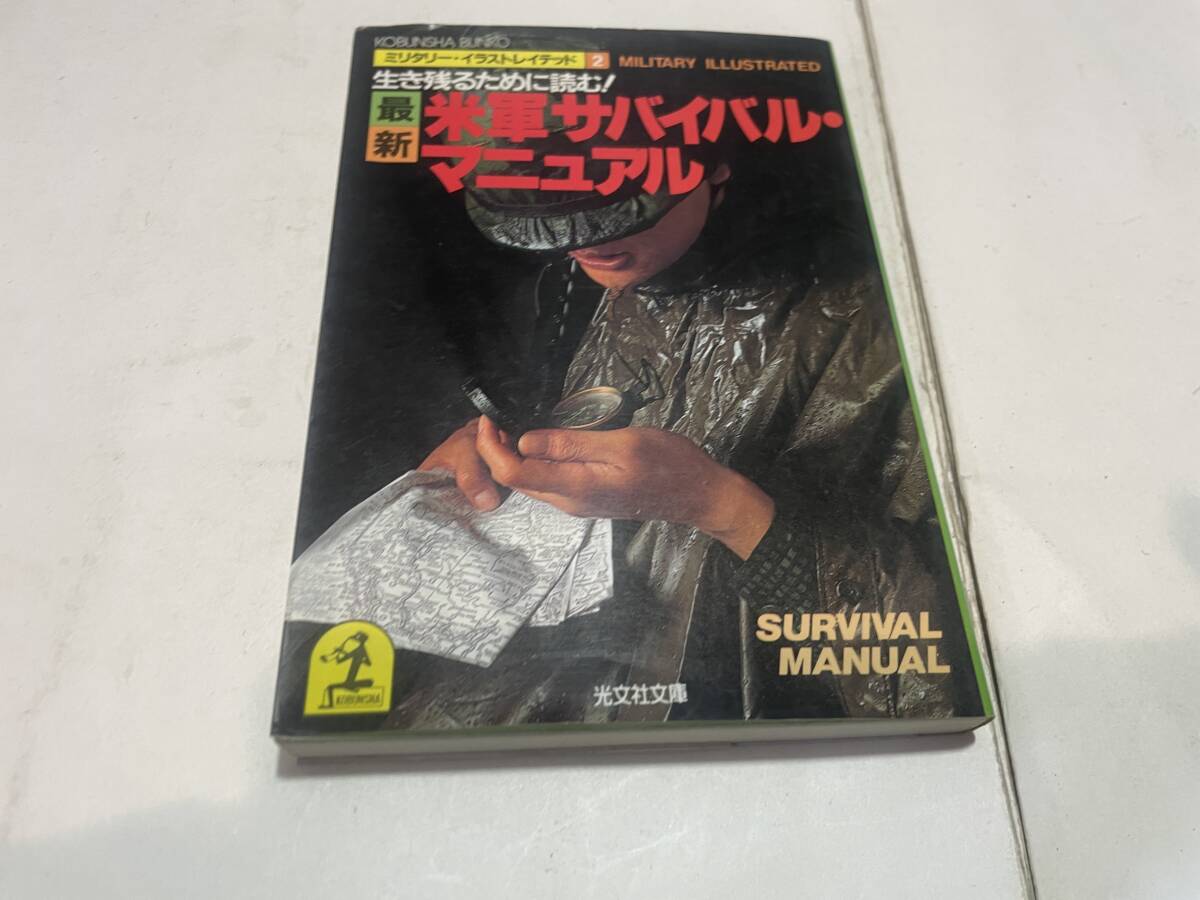 KOBUNSHA BUNKO
ミリタリー・イラストレイテッド 2 MILITARY ILLUSTRATED
生き残るために読む!
最新 米軍サバイバル・
マニュアル
SURVIVAL
MANUAL
KOBUNSHA
光文社文庫